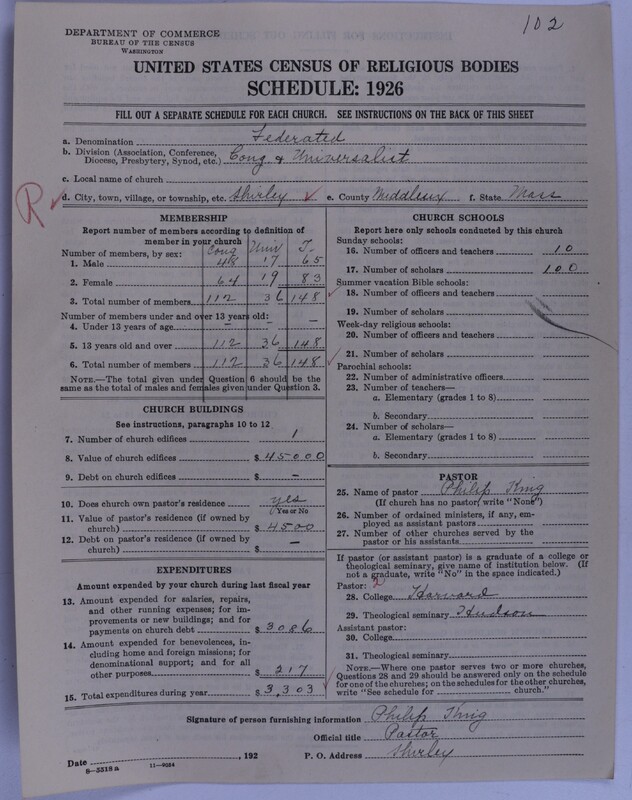 102
DEPARTMENT OF COMMERCE
BUREAU OF THE CENSUS
WASHINGTON
UNITED STATES CENSUS OF RELIGIOUS BODIES
SCHEDULE: 1926
FILL OUT A SEPARATE SCHEDULE FOR EACH CHURCH. SEE INSTRUCTIONS ON THE BACK OF THIS SHEET
a. Denomination Federated
b. Division (Association, Conference, Diocese, Presbytery, Synod, etc.) Cong & Universalist
c. Local name of church
R
d. City, town, village, or township, etc. Shirley e. County Middlesex f. State Mass
MEMBERSHIP
Report number of members according to definition of
member in your church
Number of members, by sex: Cong Univ T.
1. Male 48 17 65
2. Female 64 19 83
3. Total number of members 112 36 148
Number of members under and over 13 years old:
4. Under 13 years of age – – –
5. 13 years old and over 112 36 148
6. Total number of members 112 36 148
NOTE.—The total given under Question 6 should be the
same as the total of males and females given under Question 3.
CHURCH BUILDINGS
See instructions, paragraphs 10 to 12
7. Number of church edifices 1
8. Value of church edifices $ 45000
9. Debt on church edifices $ –
10. Does church own pastor's residence yes
Yes or No
11. Value of pastor's residence (if owned by
church) $ 4500
12. Debt on pastor's residence (if owned by
church) $ –
EXPENDITURES
Amount expended by your church during last fiscal year
13. Amount expended for salaries, repairs,
and other running expenses; for im-
provements or new buildings; and for
payments on church debt $ 3086
14. Amount expended for benevolences, in-
cluding home and foreign missions; for
denominational support; and for all
other purposes $ 217
15. Total expenditures during year $ 3,303
CHURCH SCHOOLS
Report here only schools conducted by this church
Sunday schools:
16. Number of officers and teachers 10
17. Number of scholars 100
Summer vacation Bible schools:
18. Number of officers and teachers
19. Number of scholars
Week-day religious schools:
20. Number of officers and teachers
21. Number of scholars
Parochial schools:
22. Number of administrative officers
23. Number of teachers—
a. Elementary (grades 1 to 8)
b. Secondary
24. Number of scholars—
a. Elementary (grades 1 to 8)
b. Secondary
PASTOR
25. Name of pastor Philip King
(If church has no pastor, write "None")
26. Number of ordained ministers, if any, em-
ployed as assistant pastors
27. Number of other churches served by the
pastor or his assistants
If pastor (or assistant pastor) is a graduate of a college or
theological seminary, give name of institution below. (If
not a graduate, write "No" in the space indicated.)
Pastor: 2
28. College Harvard
29. Theological seminary Hudson
Assistant pastor:
30. College
31. Theological seminary
NOTE.—Where one pastor serves two or more churches,
Questions 28 and 29 should be answered only on the schedule
for one of the churches; on the schedules for the other churches,
write "See schedule for church."
Signature of person furnishing information Philip King
Official title Pastor
Date , 192 P. O. Address Shirley
8-5318 a 11-9024